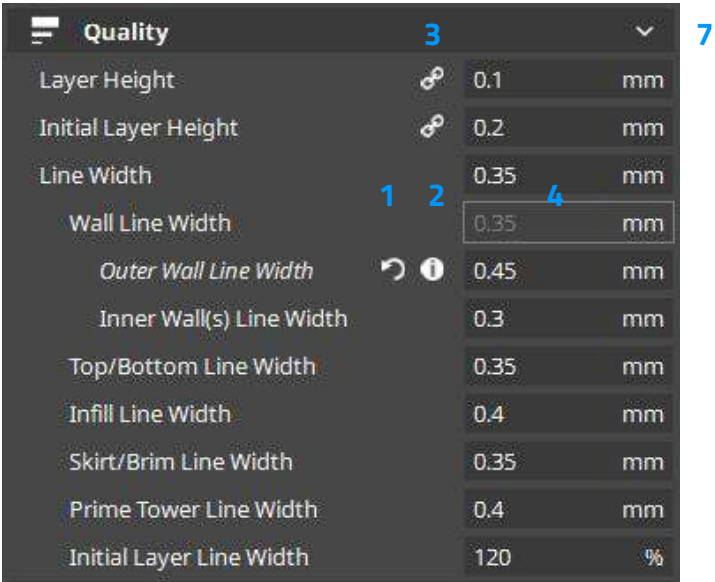 Quality 3 7
Layer Height 0.1 mm
Initial Layer Height 0.2 mm
Line Width 0.35 mm
1 2 4
Wall Line Width 0.35 mm
Outer Wall Line Width 0.45 mm
Inner Wall(s) Line Width 0.3 mm
Top/Bottom Line Width 0.35 mm
Infill Line Width 0.4 mm
Skirt/Brim Line Width 0.35 mm
Prime Tower Line Width 0.4 mm
Initial Layer Line Width 120 %